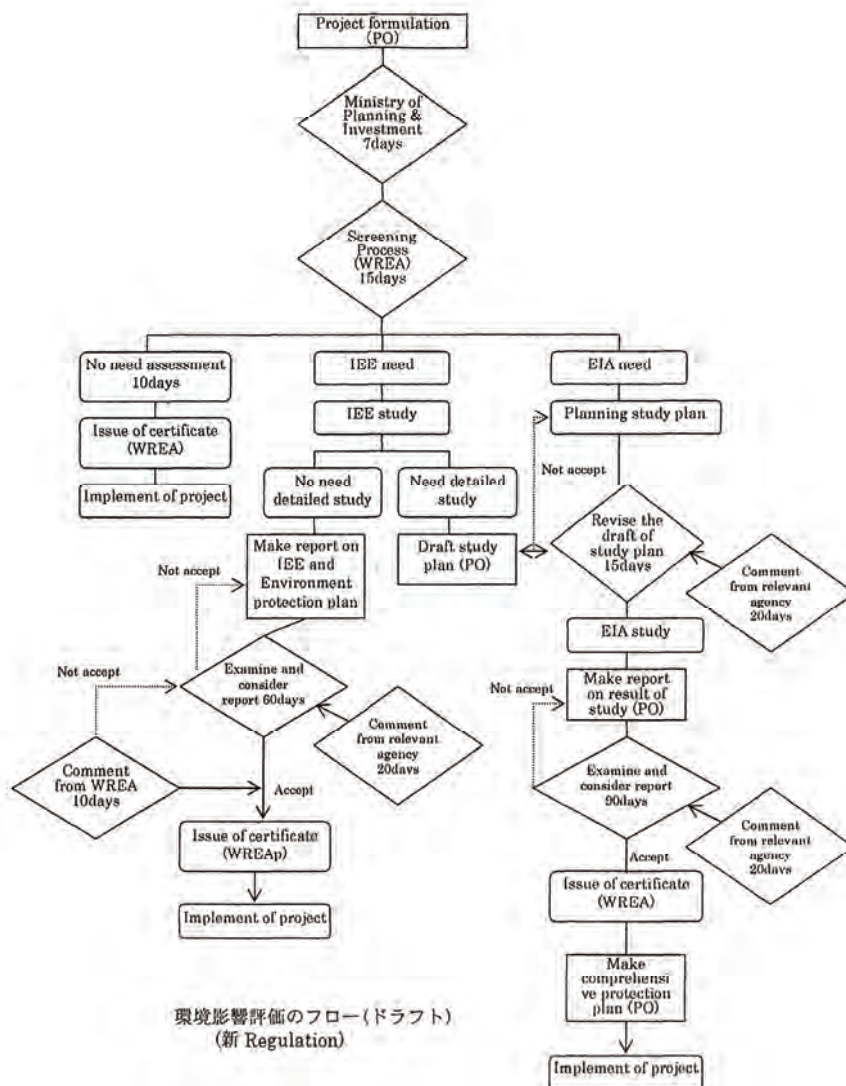 Project formulation
(PO)
Ministry of
Planning &
Investment
7days
Screening
Process
(WREA)
15days
No need assessment
10days
Issue of certificate
(WREA)
Implement of project
IEE need
IEE study
No need
detailed study
Need detailed
study
Make report on
IEE and
Environment
protection plan
Draft study
plan (PO)
Not accept
Examine and
consider
report 60days
Not accept
Comment
from WREA
10days
Comment
from relevant
agency
20days
Accept
Issue of certificate
(WREAp)
Implement of project
EIA need
Planning study plan
Not accept
Revise the
draft of
study plan
15days
Comment
from relevant
agency
20days
EIA study
Not accept
Make report
on result of
study (PO)
Examine and
consider report
90days
Comment
from relevant
agency
20days
Accept
Issue of certificate
(WREA)
Make
comprehensi
ve protection
plan (PO)
Implement of project
環境影響評価のフロー(ドラフト)
(新 Regulation)